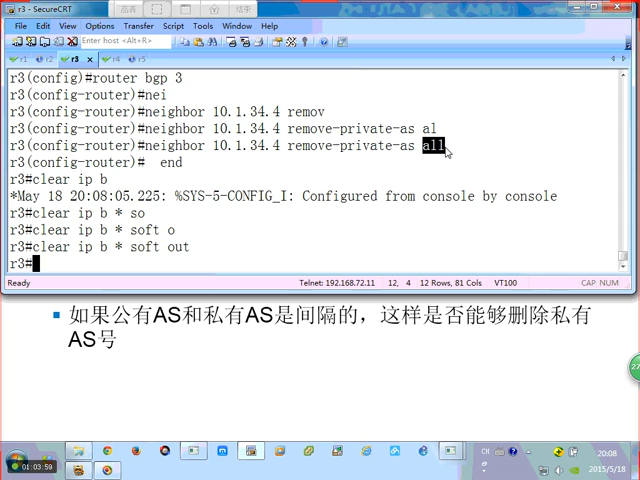 r3 - SecureCRT
File Edit View Options Transfer Script Tools Window Help
Enter host <Alt+R>
r1 r2 r3 r4 r5
r3(config)#router bgp 3
r3(config-router)#nei
r3(config-router)#neighbor 10.1.34.4 remov
r3(config-router)#neighbor 10.1.34.4 remove-private-as al
r3(config-router)#neighbor 10.1.34.4 remove-private-as all
r3(config-router)#  end
r3#clear ip b
*May 18 20:08:05.225: %SYS-5-CONFIG_I: Configured from console by console
r3#clear ip b * so
r3#clear ip b * soft o
r3#clear ip b * soft out
r3#
Ready Telnet: 192.168.72.11 12, 4 12 Rows, 81 Cols VT100 CAP NUM
如果公有AS和私有AS是间隔的，这样是否能够删除私有
AS号
27
01:03:59
CH
20:08
2015/5/18